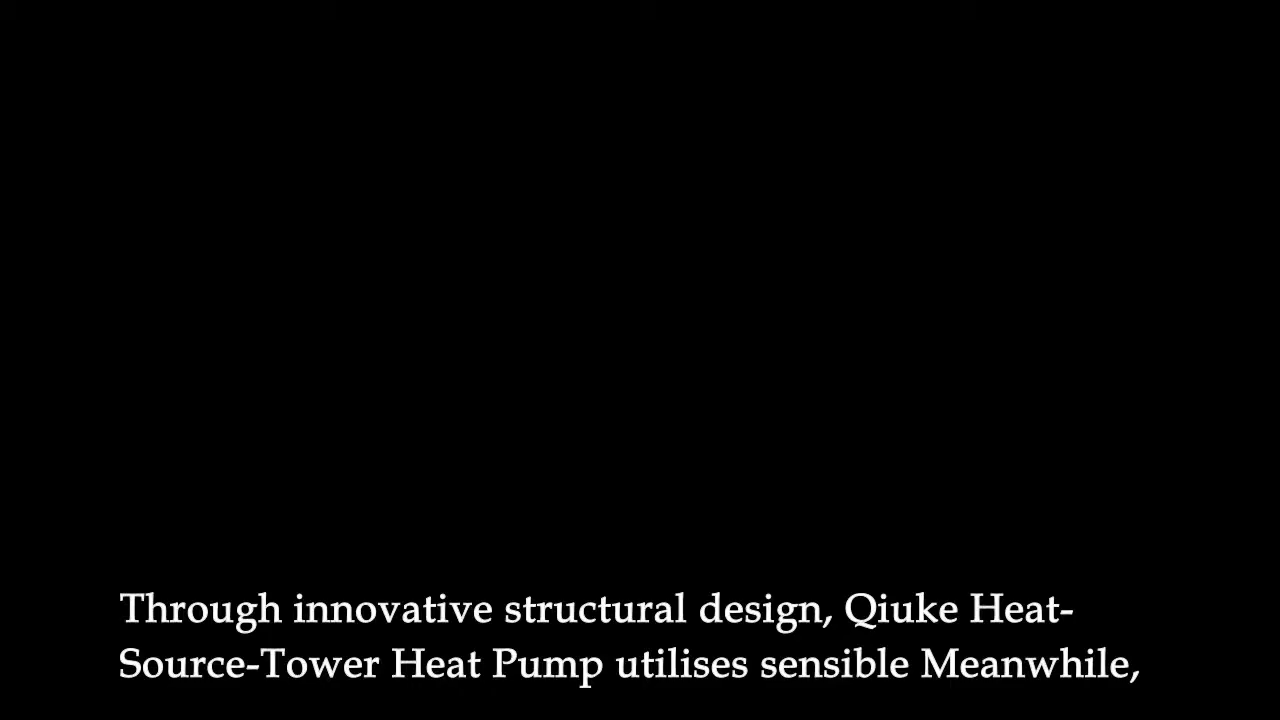 Through innovative structural design, Qiuke Heat-
Source-Tower Heat Pump utilises sensible Meanwhile,